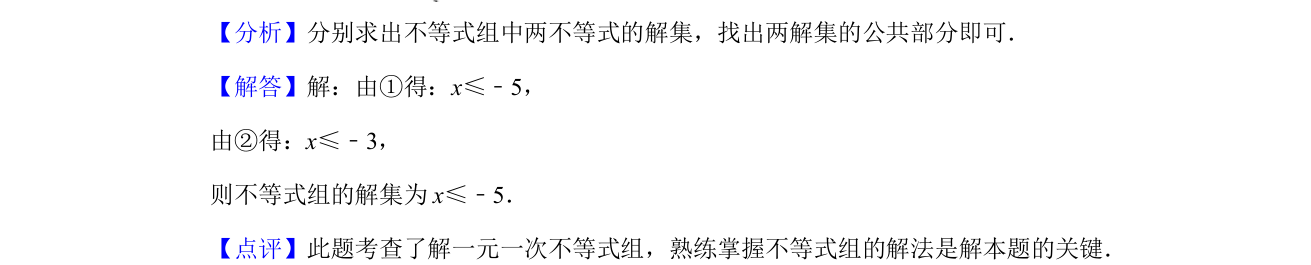 【分析】分别求出不等式组中两不等式的解集，找出两解集的公共部分即可．
【解答】解：由①得：x≤﹣5，
由②得：x≤﹣3，
则不等式组的解集为 x≤﹣5．
【点评】此题考查了解一元一次不等式组，熟练掌握不等式组的解法是解本题的关键．